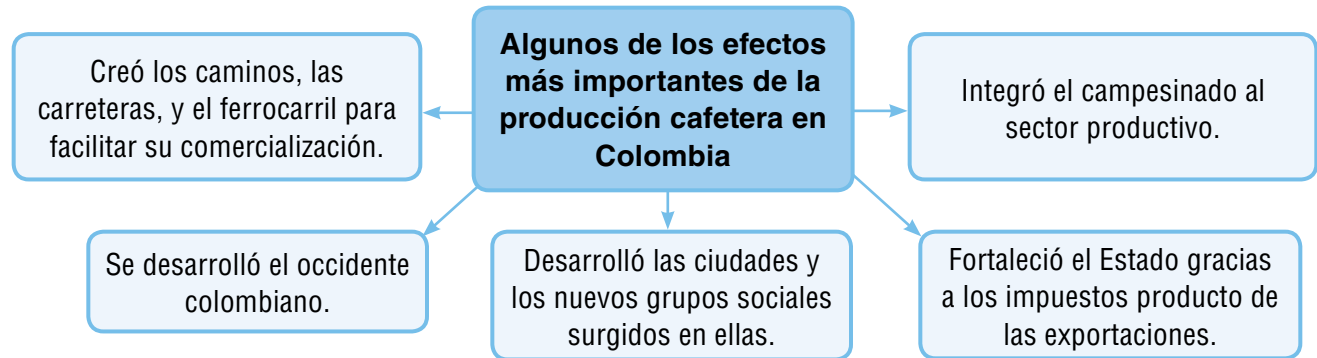 Algunos de los efectos
más importantes de la
producción cafetera en
Colombia
Creó los caminos, las
carreteras, y el ferrocarril para
facilitar su comercialización.
Integró el campesinado al
sector productivo.
Se desarrolló el occidente
colombiano.
Desarrolló las ciudades y
los nuevos grupos sociales
surgidos en ellas.
Fortaleció el Estado gracias
a los impuestos producto de
las exportaciones.